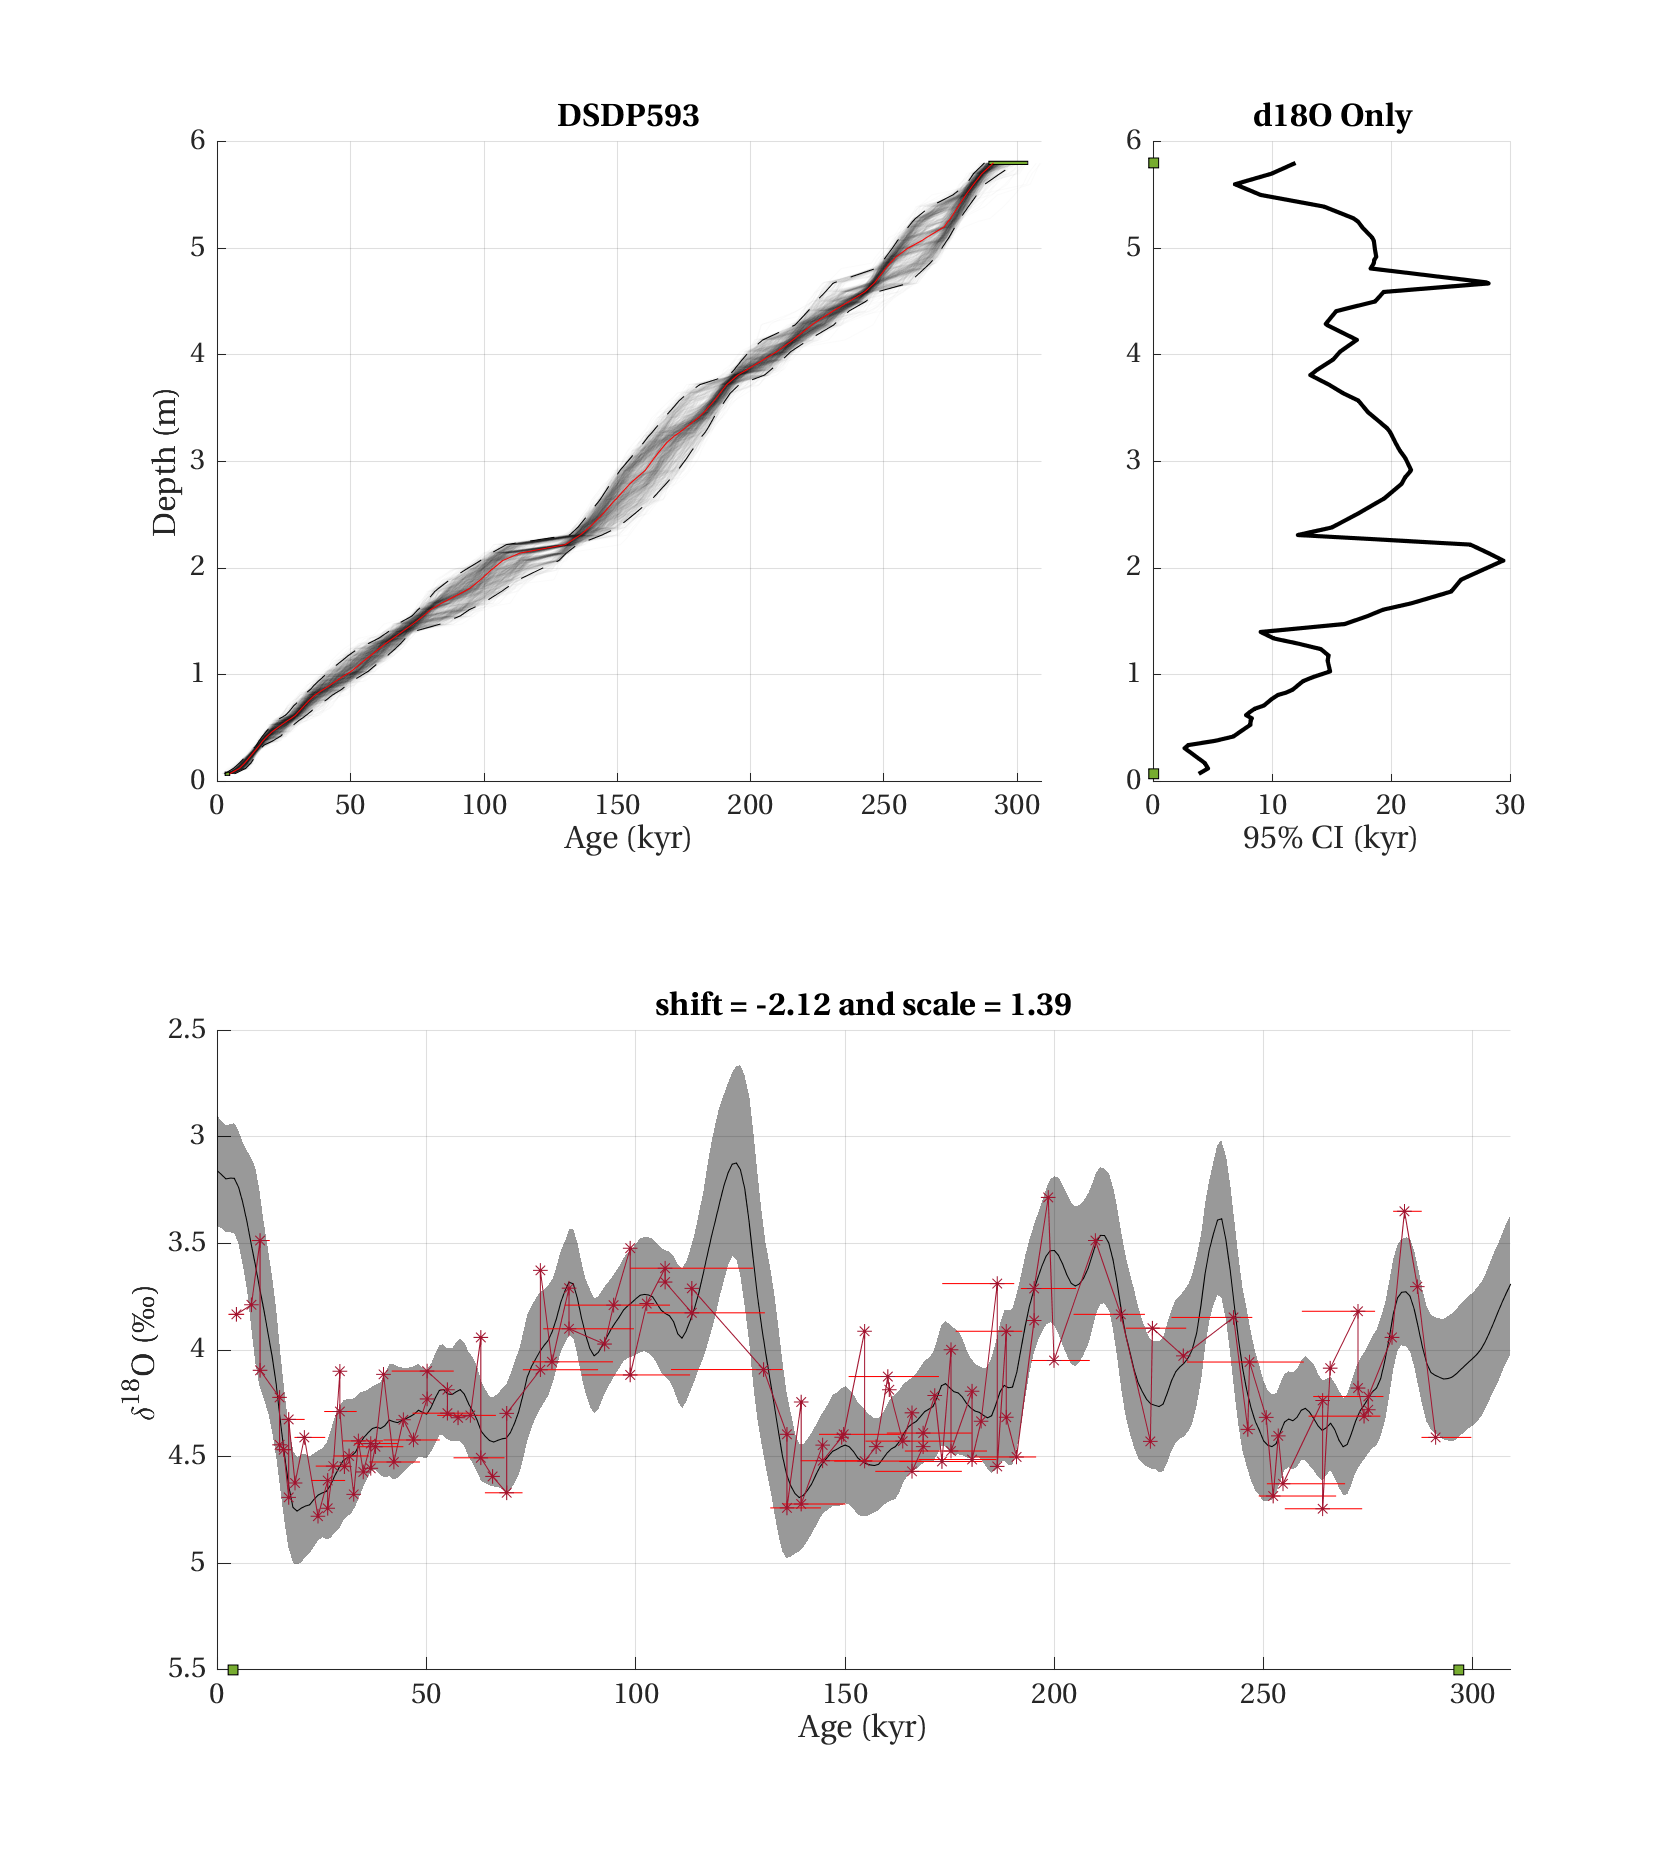 DSDP593
6
5
4
3
2
1
0
0 50 100 150 200 250 300
Depth (m)
Age (kyr)
d18O Only
6
5
4
3
2
1
0
0 10 20 30
95% CI (kyr)
shift = -2.12 and scale = 1.39
2.5
3
3.5
4
4.5
5
5.5
0 50 100 150 200 250 300
δ18O (‰)
Age (kyr)